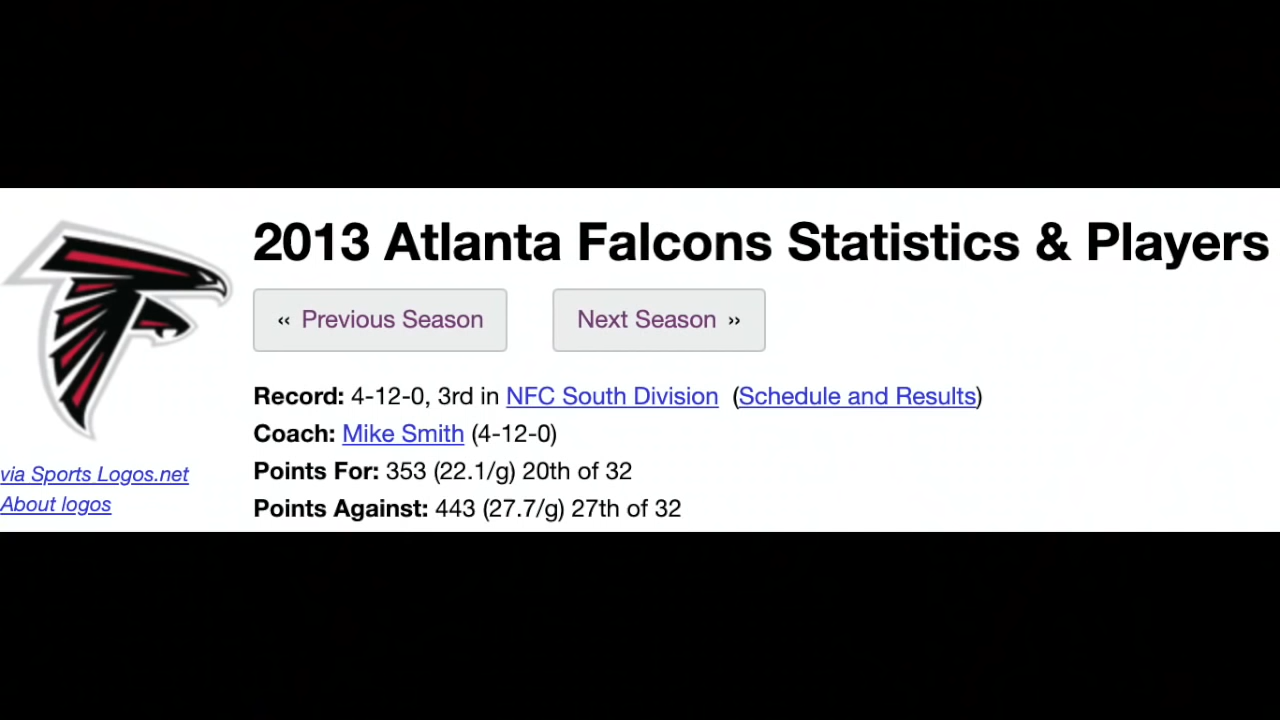 2013 Atlanta Falcons Statistics & Players
‹‹ Previous Season Next Season ››
Record: 4-12-0, 3rd in NFC South Division (Schedule and Results)
Coach: Mike Smith (4-12-0)
Points For: 353 (22.1/g) 20th of 32
via Sports Logos.net
Points Against: 443 (27.7/g) 27th of 32
About logos